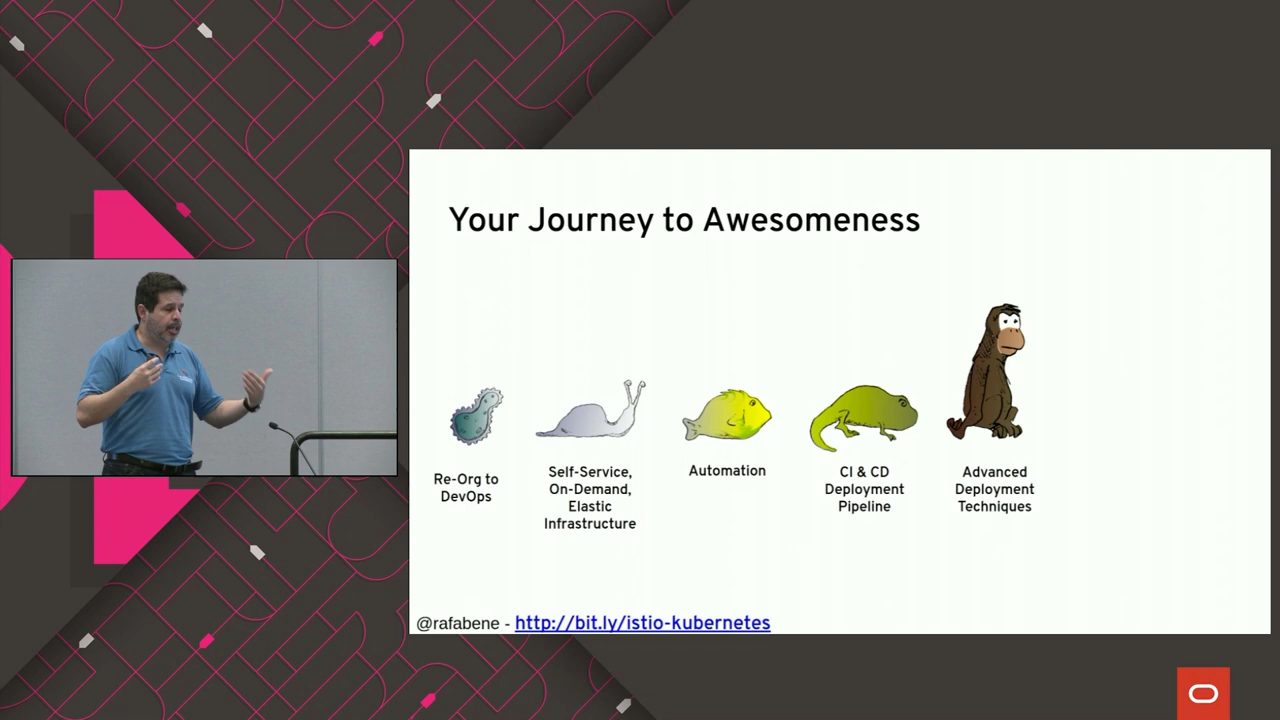 Your Journey to Awesomeness
Re-Org to
DevOps
Self-Service,
On-Demand,
Elastic
Infrastructure
Automation
CI & CD
Deployment
Pipeline
Advanced
Deployment
Techniques
@rafabene - http://bit.ly/istio-kubernetes